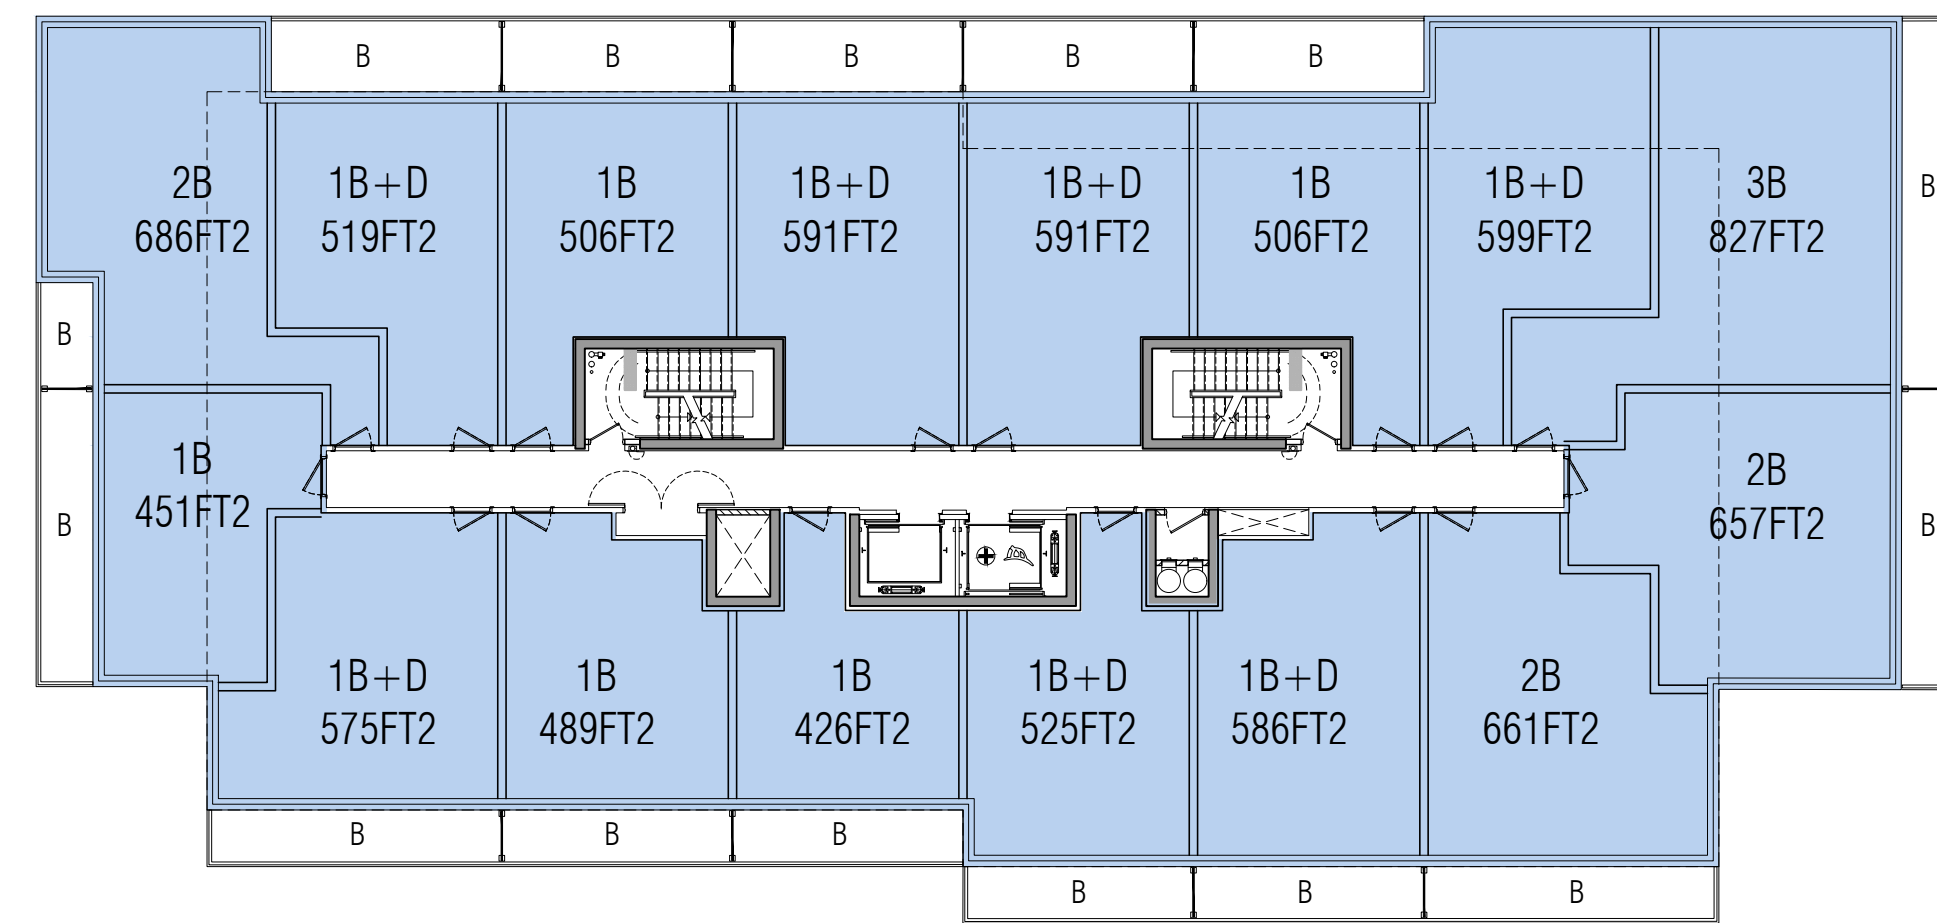 B B B B B
2B
686FT2
1B+D
519FT2
1B
506FT2
1B+D
591FT2
1B+D
591FT2
1B
506FT2
1B+D
599FT2
3B
827FT2
B
B
1B
451FT2
B
2B
657FT2
B
1B+D
575FT2
1B
489FT2
1B
426FT2
1B+D
525FT2
1B+D
586FT2
2B
661FT2
B B B
B B B